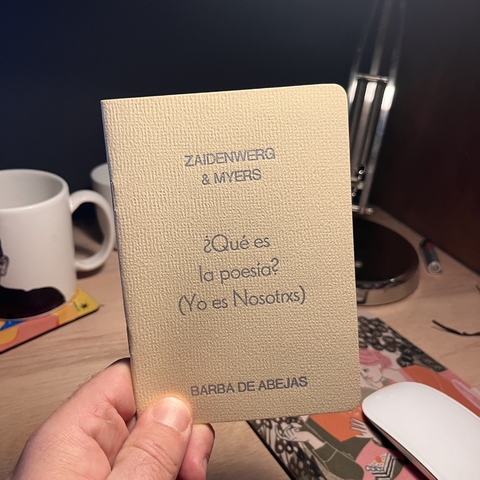 ZAIDENWERG
& MYERS
¿Qué es
la poesía?
(Yo es Nosotrxs)
BARBA DE ABEJAS